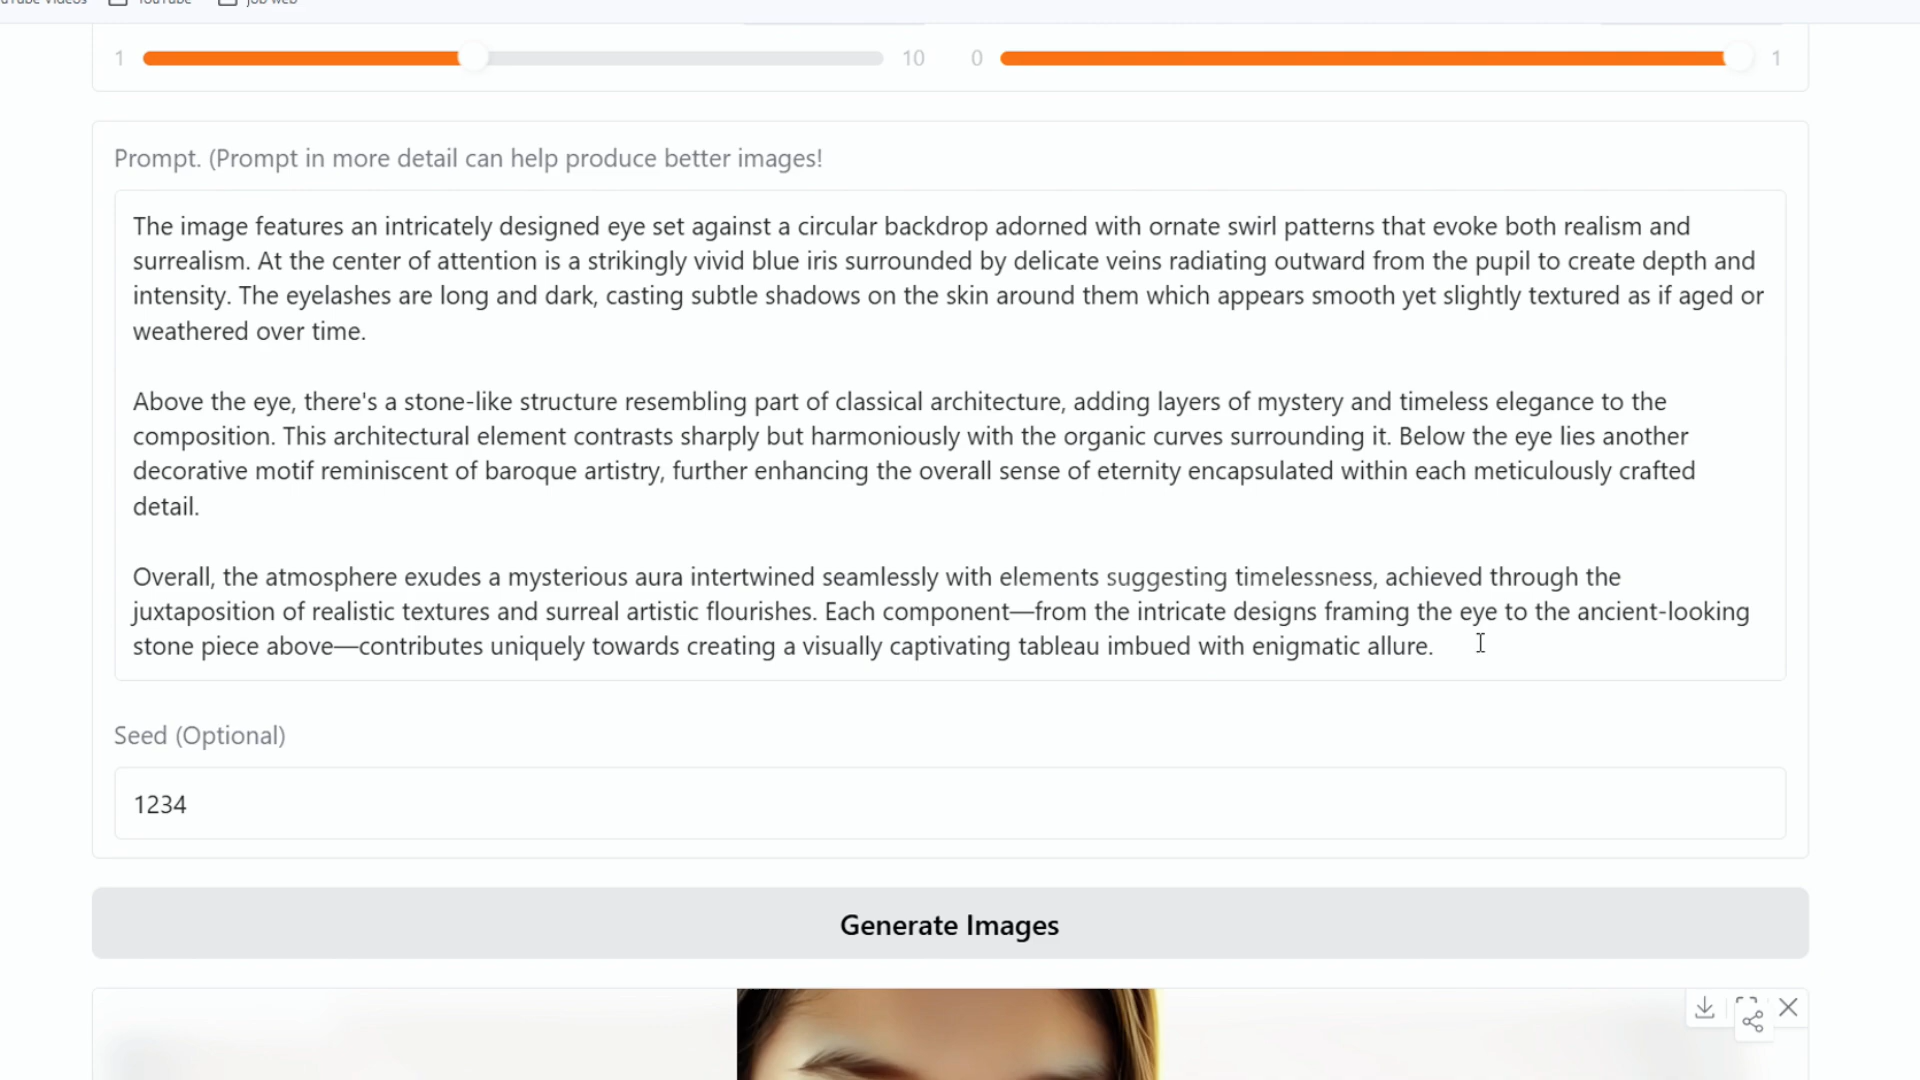 YouTube
1
10
0
1
Prompt. (Prompt in more detail can help produce better images!
The image features an intricately designed eye set against a circular backdrop adorned with ornate swirl patterns that evoke both realism and
surrealism. At the center of attention is a strikingly vivid blue iris surrounded by delicate veins radiating outward from the pupil to create depth and
intensity. The eyelashes are long and dark, casting subtle shadows on the skin around them which appears smooth yet slightly textured as if aged or
weathered over time.
Above the eye, there's a stone-like structure resembling part of classical architecture, adding layers of mystery and timeless elegance to the
composition. This architectural element contrasts sharply but harmoniously with the organic curves surrounding it. Below the eye lies another
decorative motif reminiscent of baroque artistry, further enhancing the overall sense of eternity encapsulated within each meticulously crafted
detail.
Overall, the atmosphere exudes a mysterious aura intertwined seamlessly with elements suggesting timelessness, achieved through the
juxtaposition of realistic textures and surreal artistic flourishes. Each component—from the intricate designs framing the eye to the ancient-looking
stone piece above—contributes uniquely towards creating a visually captivating tableau imbued with enigmatic allure.
Seed (Optional)
1234
Generate Images